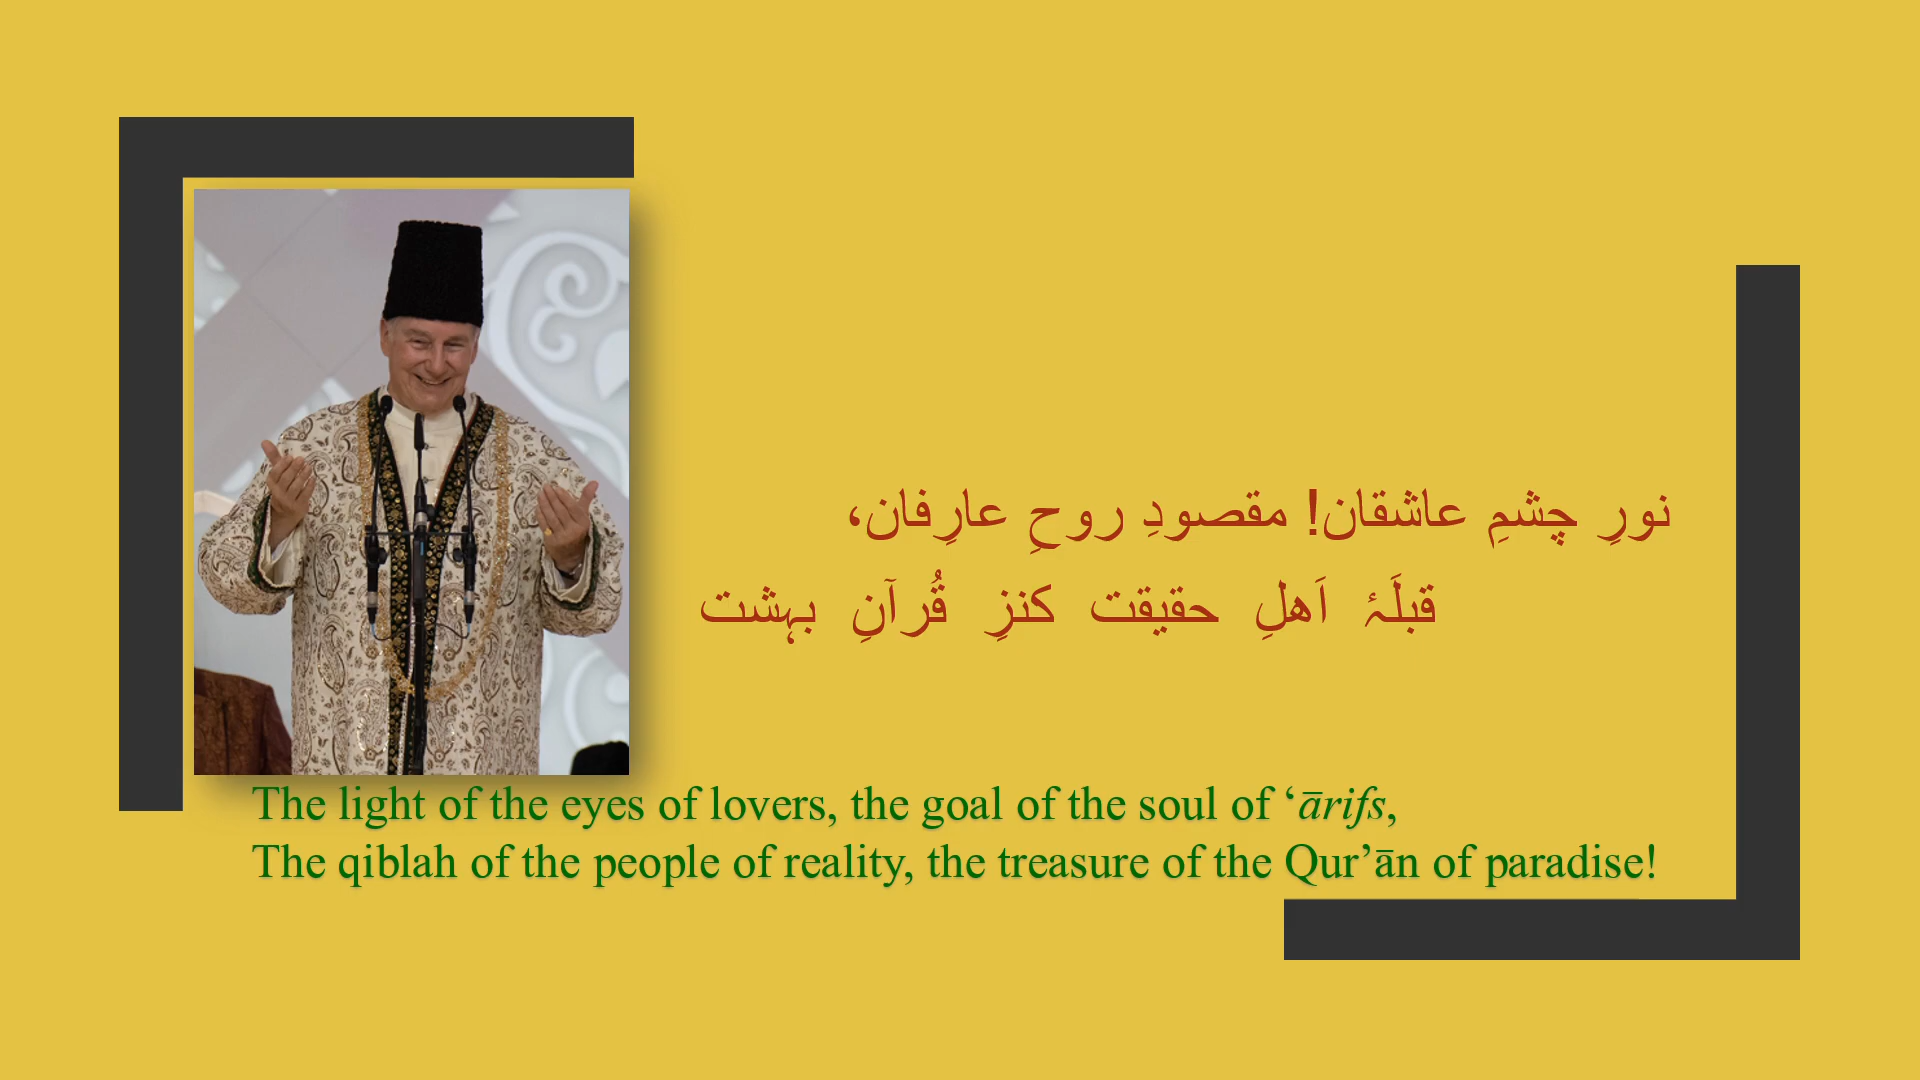 نورِ چشمِ عاشقان! مقصودِ روحِ عارِفان،
قبلَۂ اَهلِ حقیقت کنزِ قُرآنِ بہشت
The light of the eyes of lovers, the goal of the soul of ‘ārifs,
The qiblah of the people of reality, the treasure of the Qur’ān of paradise!